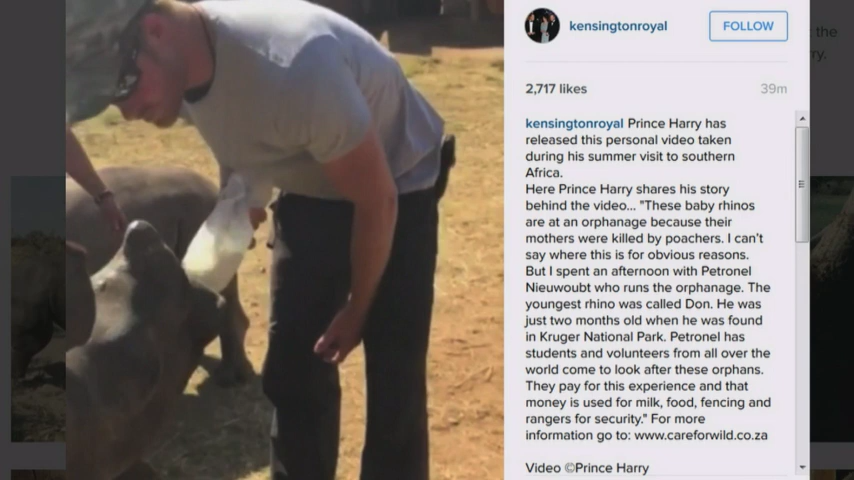 kensingtonroyal
FOLLOW
the
ry.
2,717 likes
39m
kensingtonroyal Prince Harry has
released this personal video taken
during his summer visit to southern
Africa.
Here Prince Harry shares his story
behind the video... "These baby rhinos
are at an orphanage because their
mothers were killed by poachers. I can't
say where this is for obvious reasons.
But I spent an afternoon with Petronel
Nieuwoubt who runs the orphanage. The
youngest rhino was called Don. He was
just two months old when he was found
in Kruger National Park. Petronel has
students and volunteers from all over the
world come to look after these orphans.
They pay for this experience and that
money is used for milk, food, fencing and
rangers for security." For more
information go to: www.careforwild.co.za
Video ©Prince Harry